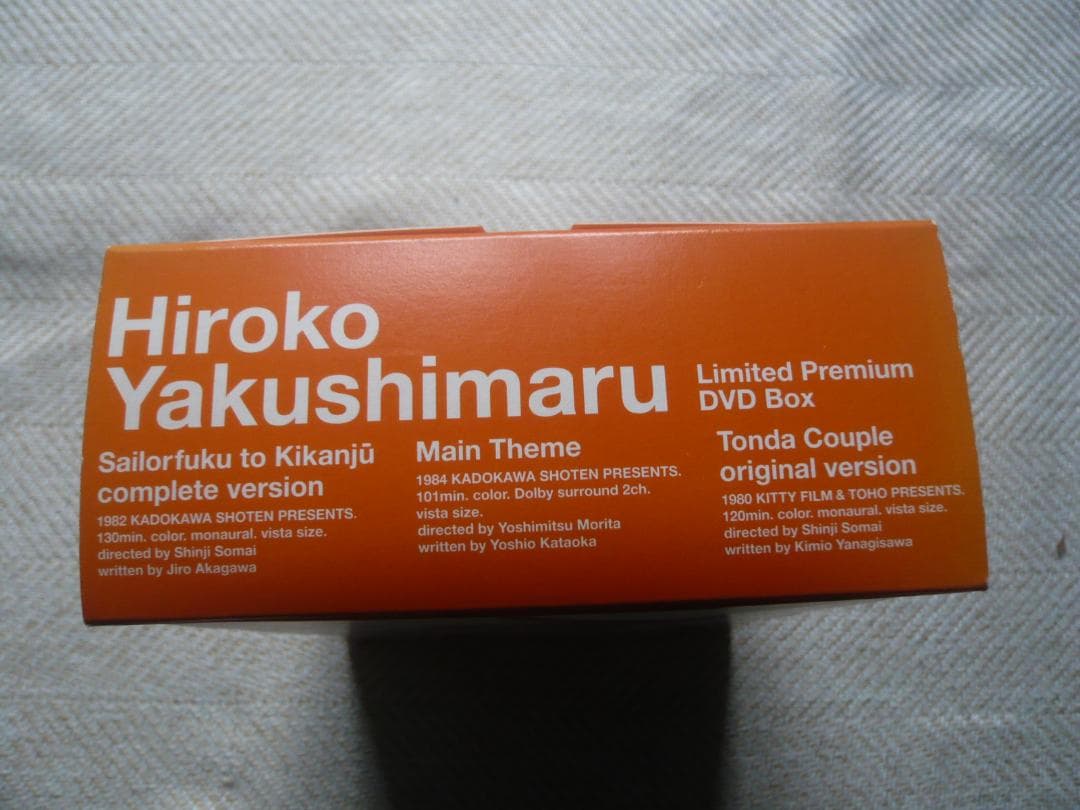 Hiroko
Yakushimaru
Limited Premium
DVD Box
Sailorfuku to Kikanjū
complete version
1982 KADOKAWA SHOTEN PRESENTS.
130min. color. monaural. vista size.
directed by Shinji Somai
written by Jiro Akagawa
Main Theme
1984 KADOKAWA SHOTEN PRESENTS.
101min. color. Dolby surround 2ch.
vista size.
directed by Yoshimitsu Morita
written by Yoshio Kataoka
Tonda Couple
original version
1980 KITTY FILM & TOHO PRESENTS.
120min. color. monaural. vista size.
directed by Shinji Somai
written by Kimio Yanagisawa